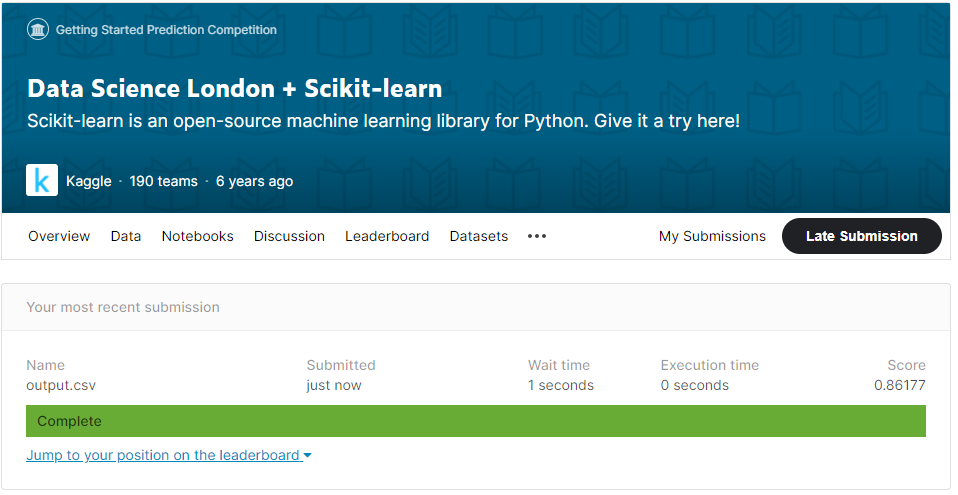 Getting Started Prediction Competition
Data Science London + Scikit-learn
Scikit-learn is an open-source machine learning library for Python. Give it a try here!
k Kaggle · 190 teams · 6 years ago
Overview Data Notebooks Discussion Leaderboard Datasets ••• My Submissions Late Submission
Your most recent submission
Name Submitted Wait time Execution time Score
output.csv just now 1 seconds 0 seconds 0.86177
Complete
Jump to your position on the leaderboard